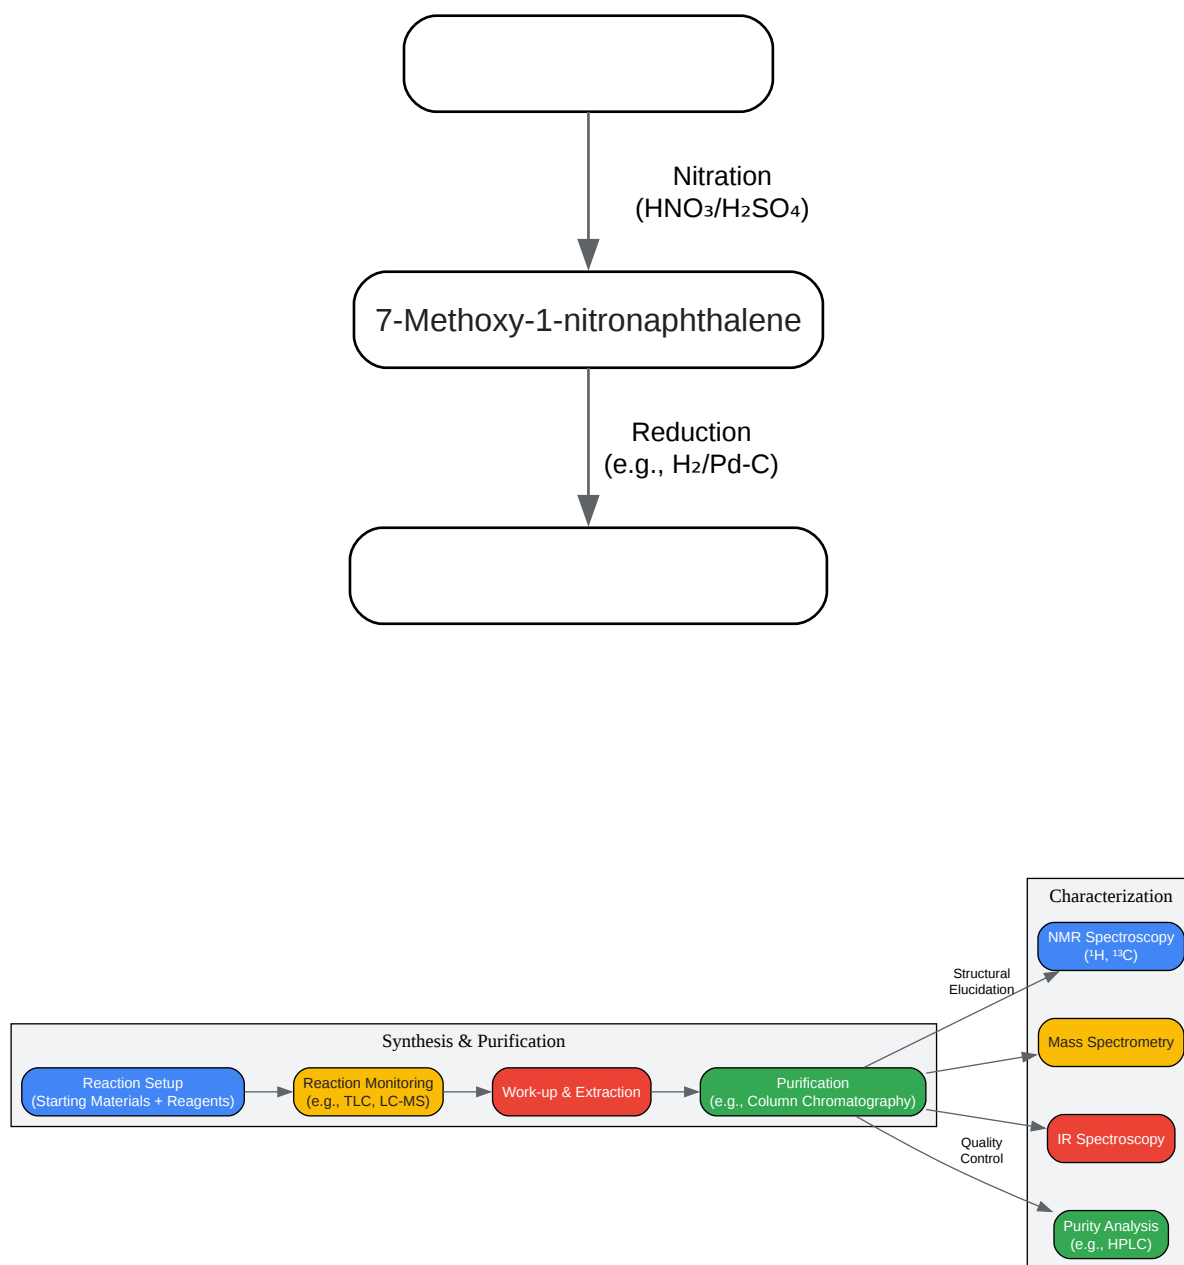 Nitration
(HNO₃/H₂SO₄)
7-Methoxy-1-nitronaphthalene
Reduction
(e.g., H₂/Pd-C)
Characterization
NMR Spectroscopy
(¹H, ¹³C)
Structural
Elucidation
Mass Spectrometry
Synthesis & Purification
Reaction Setup
(Starting Materials + Reagents)
Reaction Monitoring
(e.g., TLC, LC-MS)
Work-up & Extraction
Purification
(e.g., Column Chromatography)
IR Spectroscopy
Quality
Control
Purity Analysis
(e.g., HPLC)